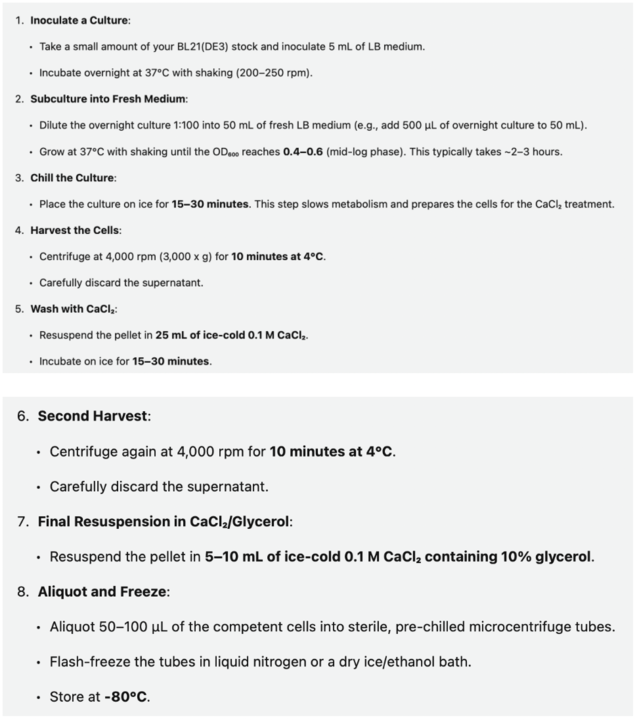 1. Inoculate a Culture:
• Take a small amount of your BL21(DE3) stock and inoculate 5 mL of LB medium.
• Incubate overnight at 37°C with shaking (200–250 rpm).
2. Subculture into Fresh Medium:
• Dilute the overnight culture 1:100 into 50 mL of fresh LB medium (e.g., add 500 µL of overnight culture to 50 mL).
• Grow at 37°C with shaking until the OD₆₀₀ reaches 0.4–0.6 (mid-log phase). This typically takes ~2–3 hours.
3. Chill the Culture:
• Place the culture on ice for 15–30 minutes. This step slows metabolism and prepares the cells for the CaCl₂ treatment.
4. Harvest the Cells:
• Centrifuge at 4,000 rpm (3,000 x g) for 10 minutes at 4°C.
• Carefully discard the supernatant.
5. Wash with CaCl₂:
• Resuspend the pellet in 25 mL of ice-cold 0.1 M CaCl₂.
• Incubate on ice for 15–30 minutes.
6. Second Harvest:
• Centrifuge again at 4,000 rpm for 10 minutes at 4°C.
• Carefully discard the supernatant.
7. Final Resuspension in CaCl₂/Glycerol:
• Resuspend the pellet in 5–10 mL of ice-cold 0.1 M CaCl₂ containing 10% glycerol.
8. Aliquot and Freeze:
• Aliquot 50–100 µL of the competent cells into sterile, pre-chilled microcentrifuge tubes.
• Flash-freeze the tubes in liquid nitrogen or a dry ice/ethanol bath.
• Store at -80°C.